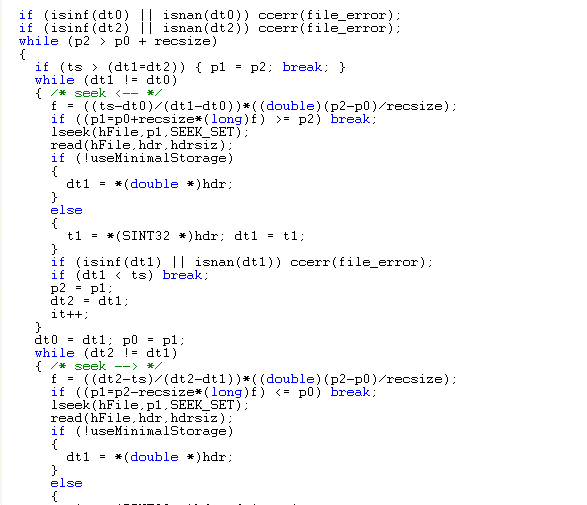 if (isinf(dt0) || isnan(dt0)) ccerr(file_error);
if (isinf(dt2) || isnan(dt2)) ccerr(file_error);
while (p2 > p0 + recsize)
{
if (ts > (dt1=dt2)) { p1 = p2; break; }
while (dt1 != dt0)
{ /* seek <-- */
f = ((ts-dt0)/(dt1-dt0))*((double)(p2-p0)/recsize);
if ((p1=p0+recsize*(long)f) >= p2) break;
lseek(hFile,p1,SEEK_SET);
read(hFile,hdr,hdrsiz);
if (!useMinimalStorage)
{
dt1 = *(double *)hdr;
}
else
{
t1 = *(SINT32 *)hdr; dt1 = t1;
}
if (isinf(dt1) || isnan(dt1)) ccerr(file_error);
if (dt1 < ts) break;
p2 = p1;
dt2 = dt1;
it++;
}
dt0 = dt1; p0 = p1;
while (dt2 != dt1)
{ /* seek --> */
f = ((dt2-ts)/(dt2-dt1))*((double)(p2-p0)/recsize);
if ((p1=p2-recsize*(long)f) <= p0) break;
lseek(hFile,p1,SEEK_SET);
read(hFile,hdr,hdrsiz);
if (!useMinimalStorage)
{
dt1 = *(double *)hdr;
}
else
{